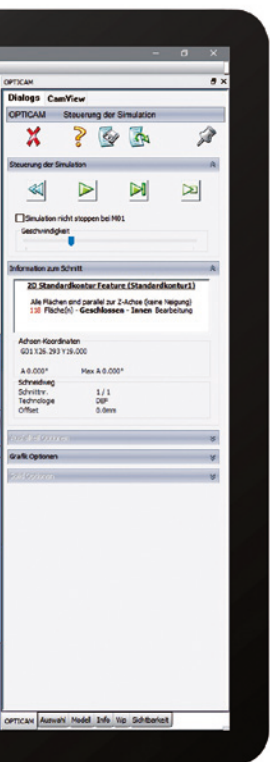 OPTICAM
Dialogs CamView
OPTICAM Steuerung der Simulation
Steuerung der Simulation
Simulation nicht stoppen bei M01
Geschwindigkeit
Information zum Schritt
2D Standardkontur Feature (Standardkontur1)
Alle Flächen sind parallel zur Z-Achse (keine Neigung)
Fläche(n) - Geschlossen - Innen Bearbeitung
Achsen-Koordinaten
G01 X26.293 Y19.000
A 0.000° Max A 0.000°
Schneidweg
Schnittnr. 1/1
Technologie
Offset 0.0mm
Grafik Optionen
OPTICAM Auswahl Model Info Wp Sichtbarkeit